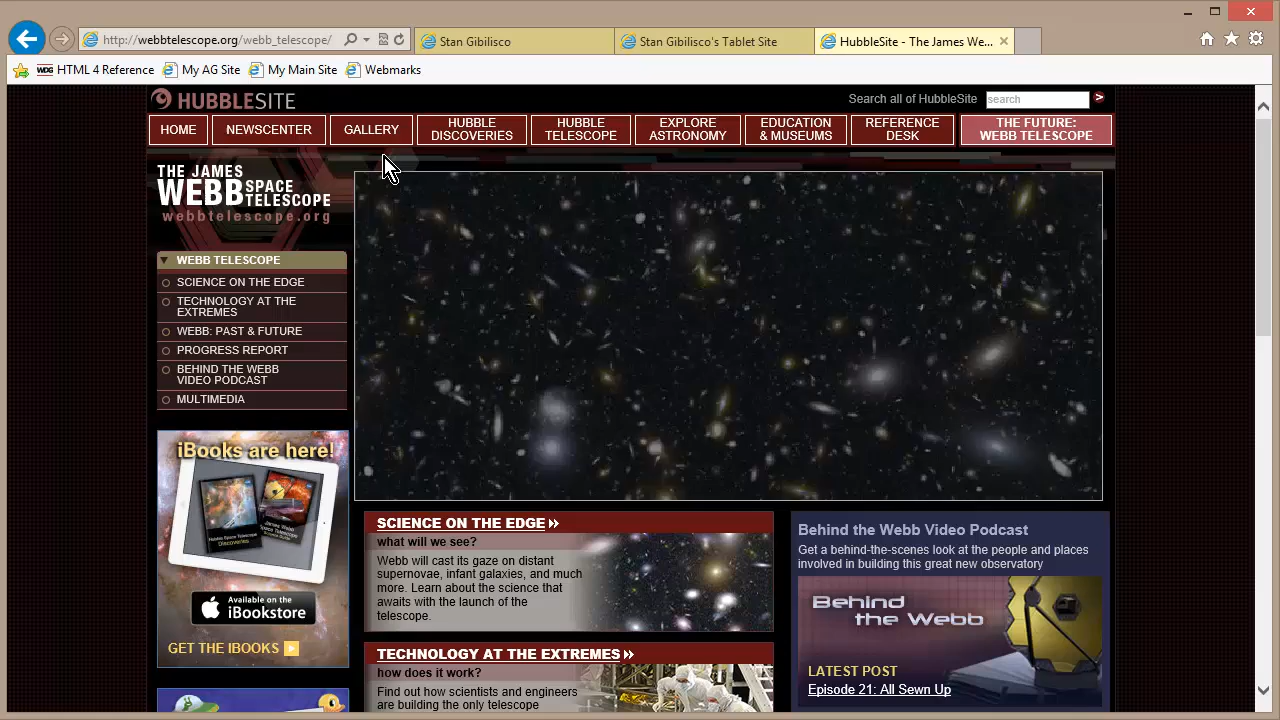 http://webbtelescope.org/webb_telescope/
Stan Gibilisco
Stan Gibilisco's Tablet Site
HubbleSite - The James We...
HTML 4 Reference
My AG Site
My Main Site
Webmarks
HUBBLESITE
Search all of HubbleSite
search
HOME
NEWSCENTER
GALLERY
HUBBLE
DISCOVERIES
HUBBLE
TELESCOPE
EXPLORE
ASTRONOMY
EDUCATION
& MUSEUMS
REFERENCE
DESK
THE FUTURE:
WEBB TELESCOPE
THE JAMES
WEBB SPACE
TELESCOPE
webbtelescope.org
WEBB TELESCOPE
SCIENCE ON THE EDGE
TECHNOLOGY AT THE
EXTREMES
WEBB: PAST & FUTURE
PROGRESS REPORT
BEHIND THE WEBB
VIDEO PODCAST
MULTIMEDIA
iBooks are here!
Available on the
iBookstore
GET THE IBOOKS
SCIENCE ON THE EDGE
what will we see?
Webb will cast its gaze on distant
supernovae, infant galaxies, and much
more. Learn about the science that
awaits with the launch of the
telescope.
TECHNOLOGY AT THE EXTREMES
how does it work?
Find out how scientists and engineers
are building the only telescope
Behind the Webb Video Podcast
Get a behind-the-scenes look at the people and places
involved in building this great new observatory
Behind
the Webb
LATEST POST
Episode 21: All Sewn Up